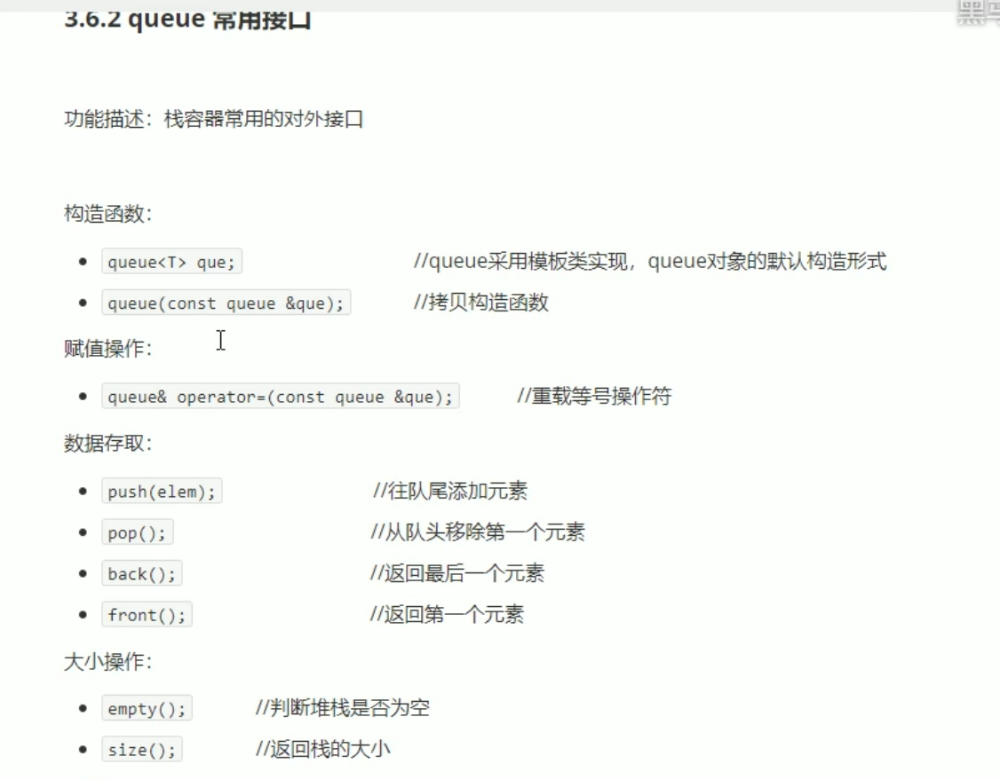 3.6.2 queue 常用接口
黑
功能描述：栈容器常用的对外接口
构造函数：
queue<T> que; //queue采用模板类实现，queue对象的默认构造形式
queue(const queue &que); //拷贝构造函数
赋值操作：
queue& operator=(const queue &que); //重载等号操作符
数据存取：
push(elem); //往队尾添加元素
pop(); //从队头移除第一个元素
back(); //返回最后一个元素
front(); //返回第一个元素
大小操作：
empty(); //判断堆栈是否为空
size(); //返回栈的大小